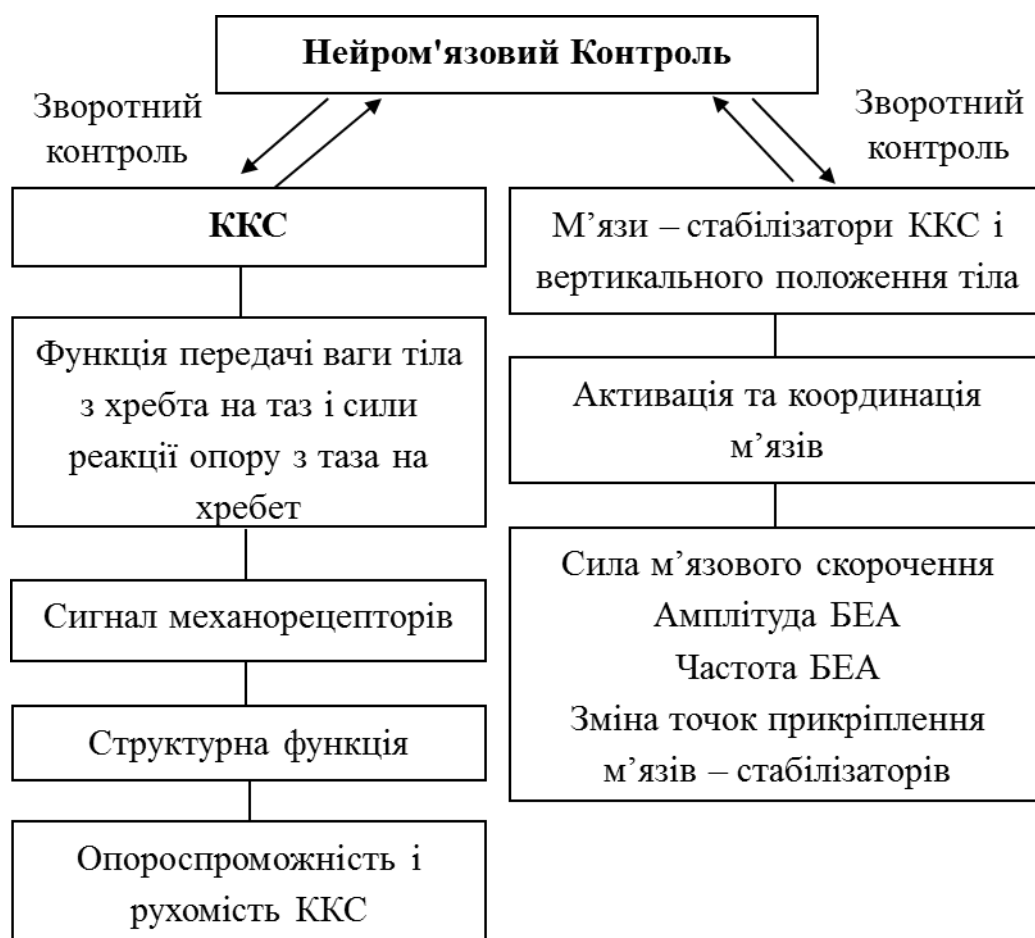 Нейром'язовий Контроль
Зворотний
контроль
Зворотний
контроль
ККС
Функція передачі ваги тіла
з хребта на таз і сили
реакції опору з таза на
хребет
Сигнал механорецепторів
Структурна функція
Опороспроможність і
рухомість ККС
М’язи – стабілізатори ККС і
вертикального положення тіла
Активація та координація
м’язів
Сила м’язового скорочення
Амплітуда БЕА
Частота БЕА
Зміна точок прикріплення
м’язів – стабілізаторів